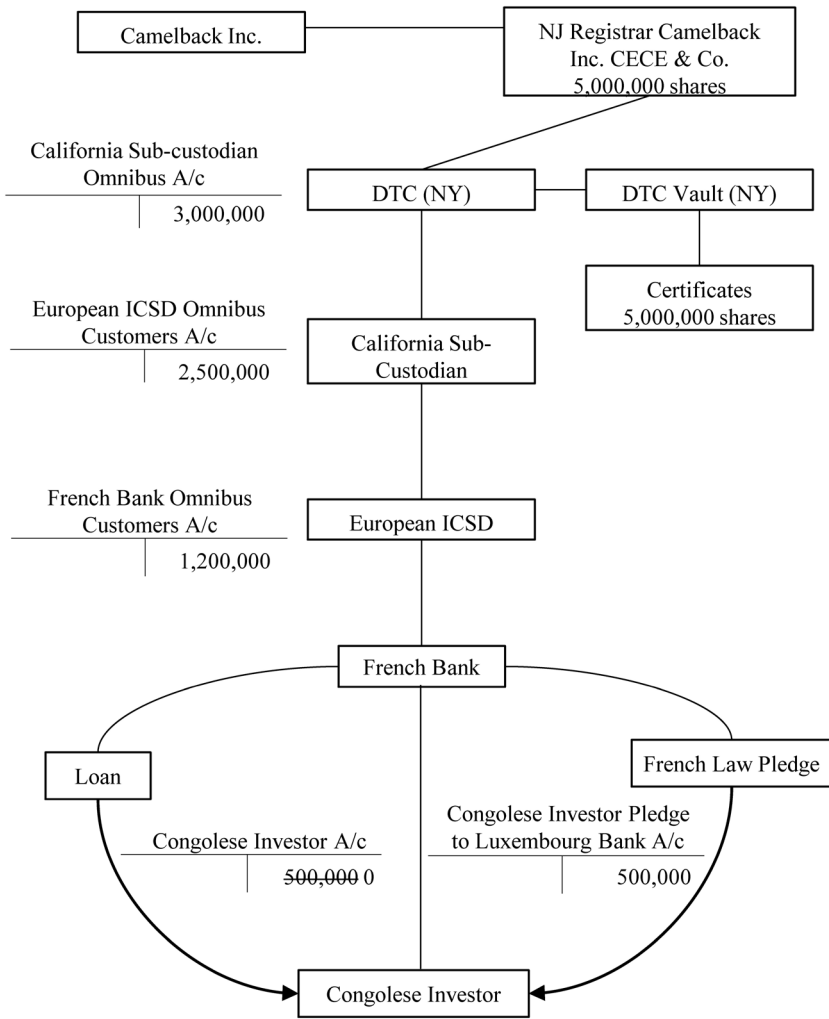 Camelback Inc.
NJ Registrar Camelback
Inc. CECE & Co.
5,000,000 shares
California Sub-custodian
Omnibus A/c
3,000,000
DTC (NY)
DTC Vault (NY)
Certificates
5,000,000 shares
European ICSD Omnibus
Customers A/c
2,500,000
California Sub-
Custodian
French Bank Omnibus
Customers A/c
1,200,000
European ICSD
French Bank
Loan
French Law Pledge
Congolese Investor A/c
500,000 0
Congolese Investor Pledge
to Luxembourg Bank A/c
500,000
Congolese Investor